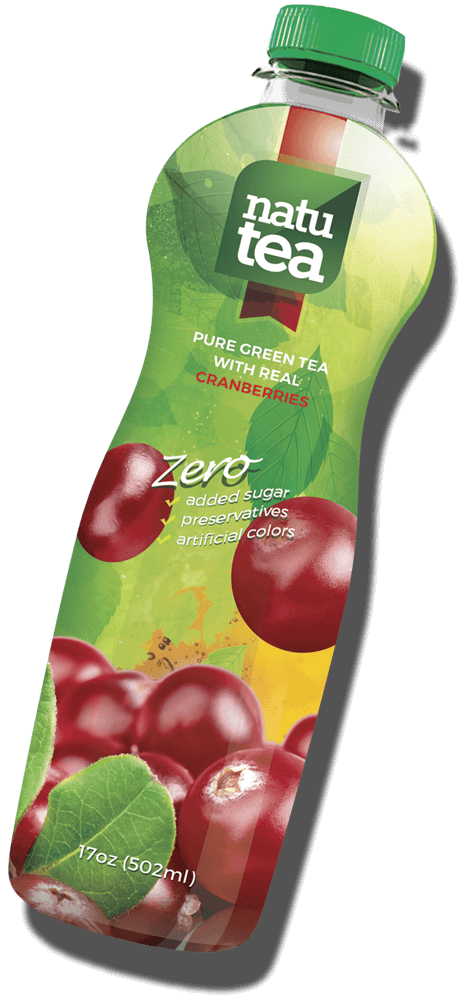 natu
tea
PURE GREEN TEA
WITH REAL
CRANBERRIES
Zero
added sugar
preservatives
artificial colors
17oz (502ml)